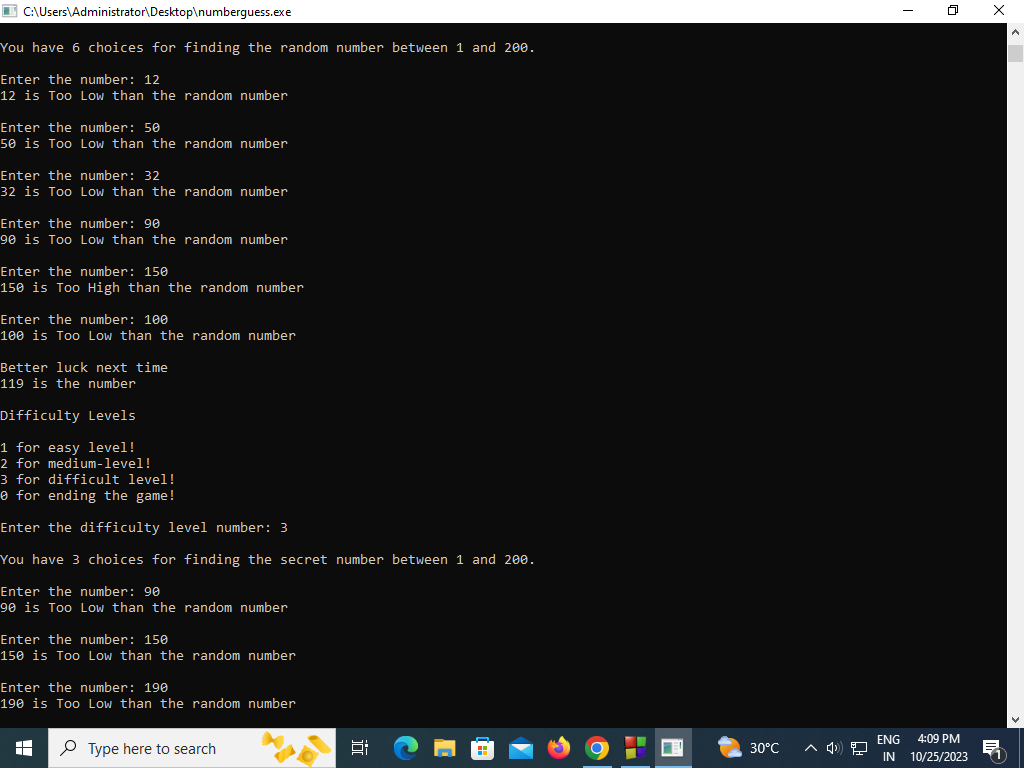 C:\Users\Administrator\Desktop\numberguess.exe
You have 6 choices for finding the random number between 1 and 200.
Enter the number: 12
12 is Too Low than the random number
Enter the number: 50
50 is Too Low than the random number
Enter the number: 32
32 is Too Low than the random number
Enter the number: 90
90 is Too Low than the random number
Enter the number: 150
150 is Too High than the random number
Enter the number: 100
100 is Too Low than the random number
Better luck next time
119 is the number
Difficulty Levels
1 for easy level!
2 for medium-level!
3 for difficult level!
0 for ending the game!
Enter the difficulty level number: 3
You have 3 choices for finding the secret number between 1 and 200.
Enter the number: 90
90 is Too Low than the random number
Enter the number: 150
150 is Too Low than the random number
Enter the number: 190
190 is Too Low than the random number
Type here to search
30°C
ENG
IN
4:09 PM
10/25/2023
1